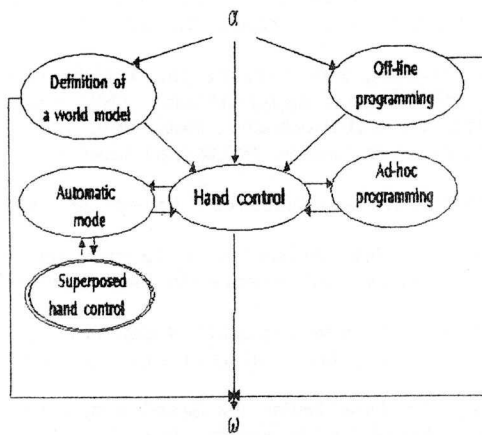 α
Definition of
a world model
Off-line
programming
Automatic
mode
Hand control
Ad-hoc
programming
Superposed
hand control
ω